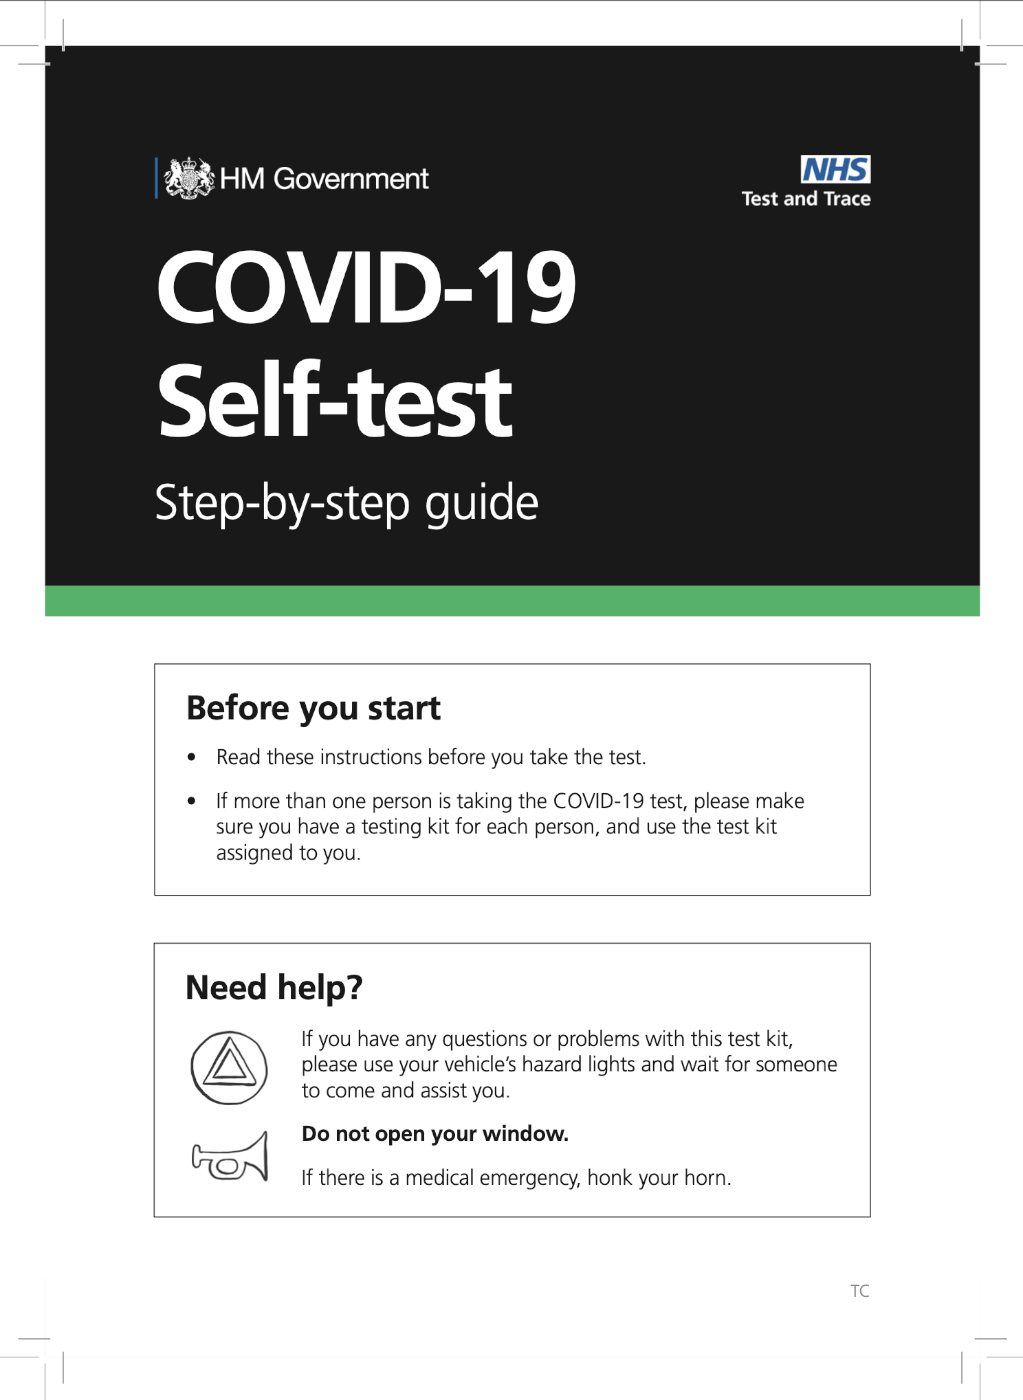 HM Government
NHS
Test and Trace
COVID-19
Self-test
Step-by-step guide
Before you start
• Read these instructions before you take the test.
• If more than one person is taking the COVID-19 test, please make
sure you have a testing kit for each person, and use the test kit
assigned to you.
Need help?
If you have any questions or problems with this test kit,
please use your vehicle’s hazard lights and wait for someone
to come and assist you.
Do not open your window.
If there is a medical emergency, honk your horn.
TC